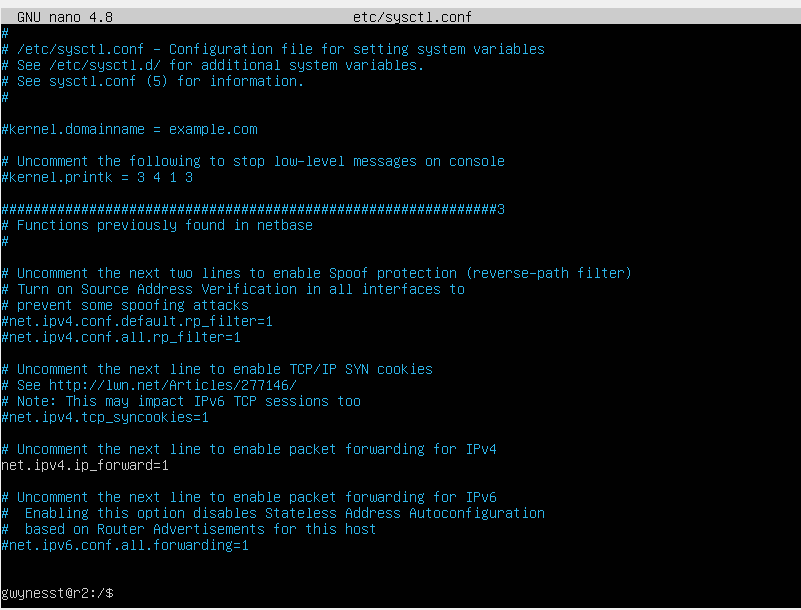 GNU nano 4.8 etc/sysctl.conf
#
# /etc/sysctl.conf - Configuration file for setting system variables
# See /etc/sysctl.d/ for additional system variables.
# See sysctl.conf (5) for information.
#
#kernel.domainname = example.com
# Uncomment the following to stop low-level messages on console
#kernel.printk = 3 4 1 3
##############################################################3
# Functions previously found in netbase
#
# Uncomment the next two lines to enable Spoof protection (reverse-path filter)
# Turn on Source Address Verification in all interfaces to
# prevent some spoofing attacks
#net.ipv4.conf.default.rp_filter=1
#net.ipv4.conf.all.rp_filter=1
# Uncomment the next line to enable TCP/IP SYN cookies
# See http://lwn.net/Articles/277146/
# Note: This may impact IPv6 TCP sessions too
#net.ipv4.tcp_syncookies=1
# Uncomment the next line to enable packet forwarding for IPv4
net.ipv4.ip_forward=1
# Uncomment the next line to enable packet forwarding for IPv6
#  Enabling this option disables Stateless Address Autoconfiguration
#  based on Router Advertisements for this host
#net.ipv6.conf.all.forwarding=1
gwynesst@r2:/$